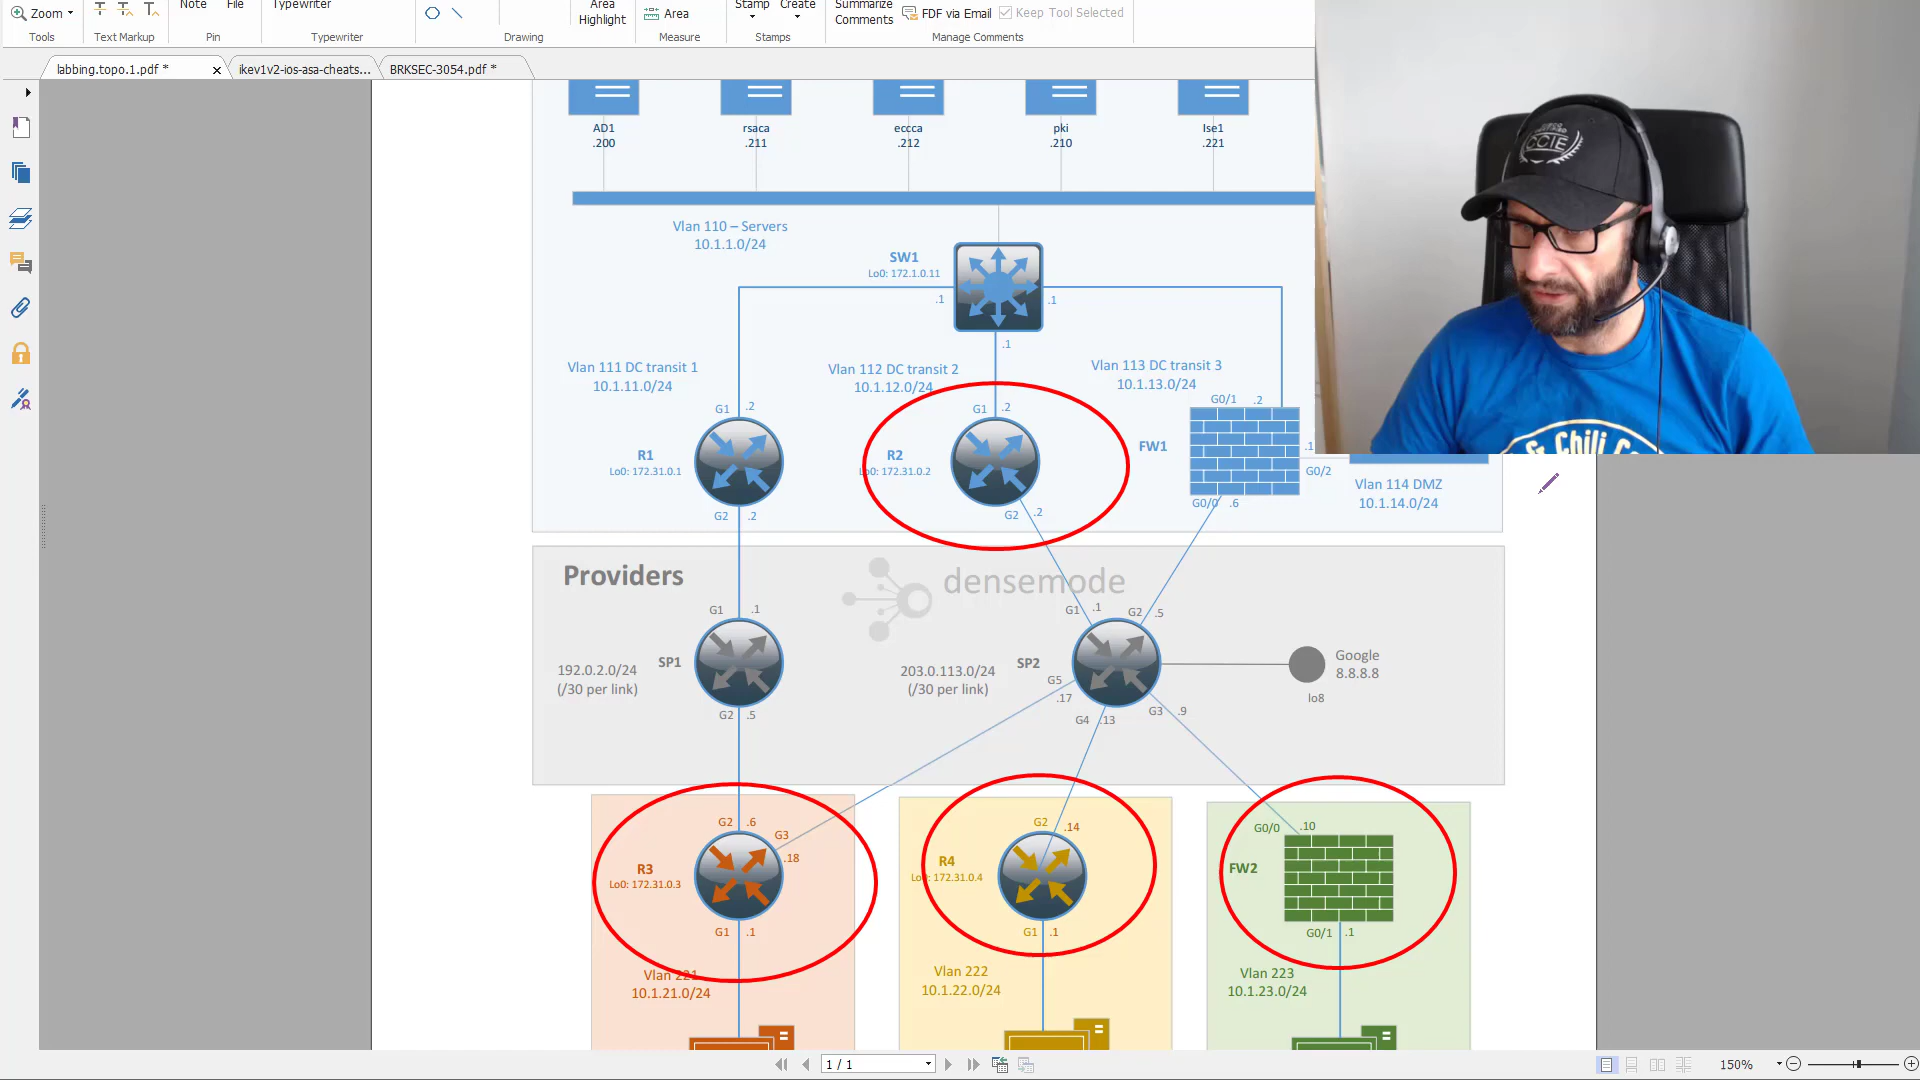 Zoom
Note
File
Typewriter
Area
Highlight
Area
Stamp
Create
Summarize
Comments
FDF via Email
Keep Tool Selected
Tools
Text Markup
Pin
Typewriter
Drawing
Measure
Stamps
Manage Comments
labbing.topo.1.pdf *
ikev1v2-ios-asa-cheats...
BRKSEC-3054.pdf *
AD1
.200
rsaca
.211
eccca
.212
pki
.210
Ise1
.221
Vlan 110 – Servers
10.1.1.0/24
SW1
Lo0: 172.1.0.11
.1
.1
.1
Vlan 111 DC transit 1
10.1.11.0/24
Vlan 112 DC transit 2
10.1.12.0/24
Vlan 113 DC transit 3
10.1.13.0/24
G1
.2
G1
.2
G0/1
.2
R1
Lo0: 172.31.0.1
R2
Lo0: 172.31.0.2
FW1
.1
G0/2
Vlan 114 DMZ
10.1.14.0/24
G2
.2
G2
.2
G0/0
.6
CCIE
& Chili Co
Providers
densemode
G1
.1
G1
.1
G2
.5
SP1
192.0.2.0/24
(/30 per link)
203.0.113.0/24
(/30 per link)
SP2
Google
8.8.8.8
lo8
G5
.17
G2
.5
G4
.13
G3
.9
G2
.6
G3
.18
G2
.14
G0/0
.10
R3
Lo0: 172.31.0.3
R4
Lo0: 172.31.0.4
FW2
G1
.1
G1
.1
G0/1
.1
Vlan 221
10.1.21.0/24
Vlan 222
10.1.22.0/24
Vlan 223
10.1.23.0/24
1 / 1
150%